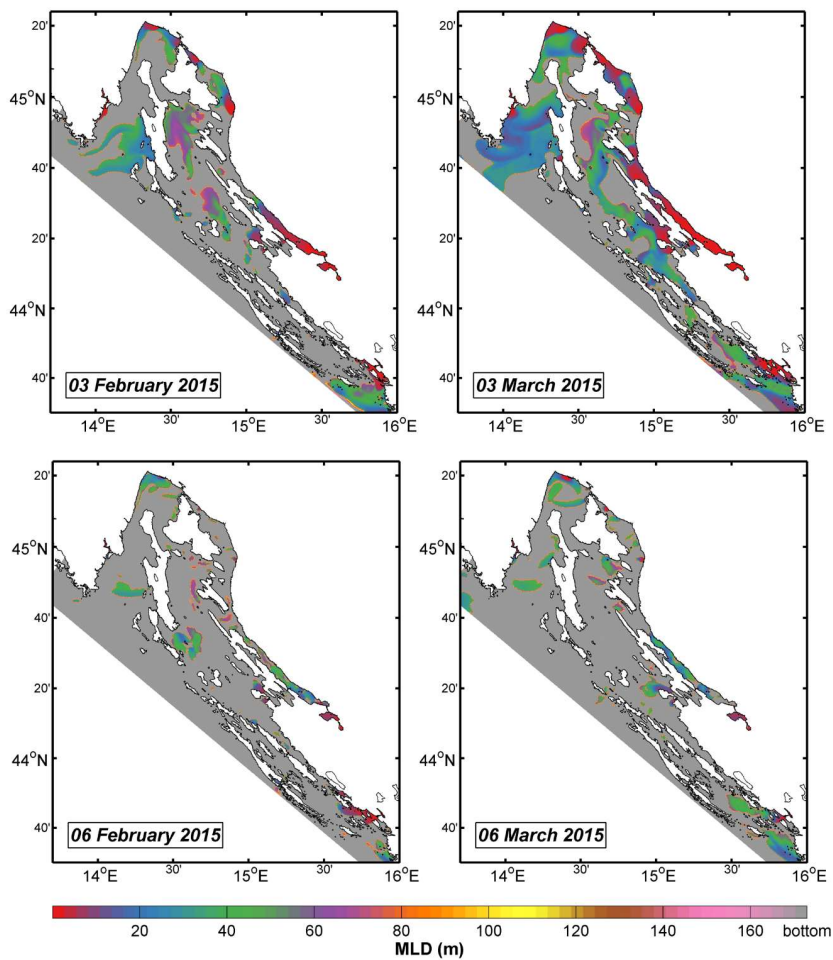 20'
20'
45°N
45°N
40'
40'
20'
20'
44°N
44°N
40'
03 February 2015
40'
03 March 2015
14°E
30'
15°E
30'
16°E
14°E
30'
15°E
30'
16°E
20'
20'
45°N
45°N
40'
40'
20'
20'
44°N
44°N
40'
06 February 2015
40'
06 March 2015
14°E
30'
15°E
30'
16°E
14°E
30'
15°E
30'
16°E
20 40 60 80 100 120 140 160 bottom
MLD (m)